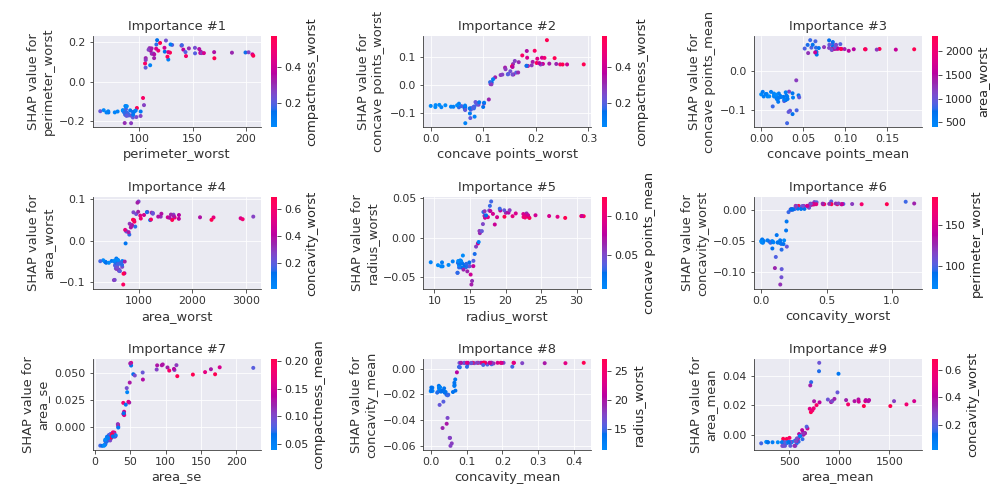 Importance #1
SHAP value for
perimeter_worst
0.2
0.0
−0.2
100
150
200
perimeter_worst
0.4
0.2
compactness_worst
Importance #2
SHAP value for
concave points_worst
0.1
0.0
−0.1
0.0
0.1
0.2
0.3
concave points_worst
0.4
0.2
compactness_worst
Importance #3
SHAP value for
concave points_mean
0.0
−0.1
0.00
0.05
0.10
0.15
concave points_mean
2000
1500
1000
500
area_worst
Importance #4
SHAP value for
area_worst
0.1
0.0
−0.1
1000
2000
3000
area_worst
0.6
0.4
0.2
concavity_worst
Importance #5
SHAP value for
radius_worst
0.05
0.00
−0.05
10
15
20
25
30
radius_worst
0.10
0.05
concave points_mean
Importance #6
SHAP value for
concavity_worst
0.00
−0.05
−0.10
0.0
0.5
1.0
concavity_worst
150
100
perimeter_worst
Importance #7
SHAP value for
area_se
0.050
0.025
0.000
0
50
100
150
200
area_se
0.20
0.15
0.10
0.05
compactness_mean
Importance #8
SHAP value for
concavity_mean
0.00
−0.02
−0.04
−0.06
0.0
0.1
0.2
0.3
0.4
concavity_mean
25
20
15
radius_worst
Importance #9
SHAP value for
area_mean
0.04
0.02
0.00
500
1000
1500
area_mean
0.6
0.4
0.2
concavity_worst